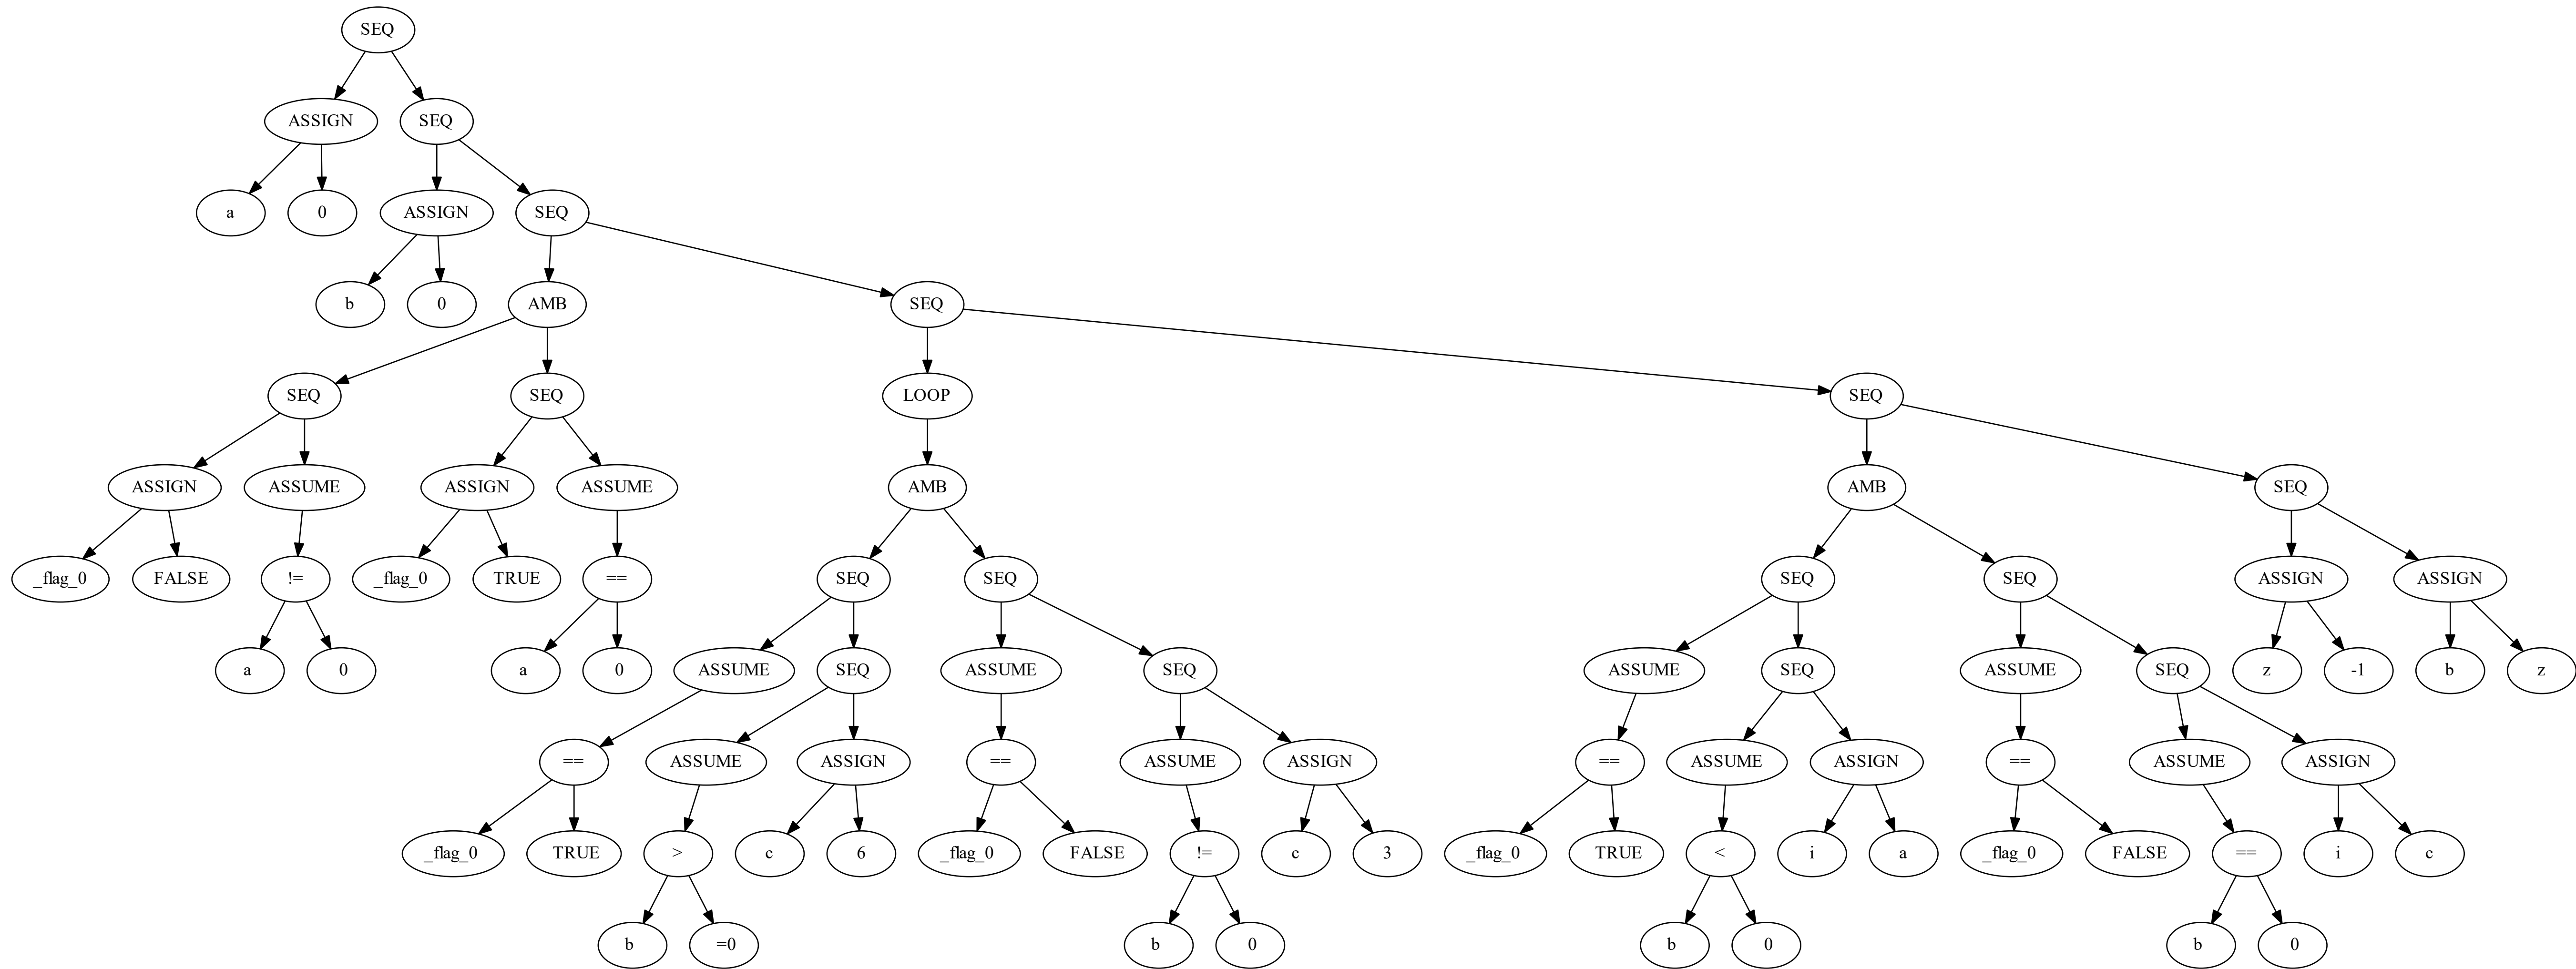 SEQ
ASSIGN SEQ
a 0 ASSIGN SEQ
b 0 AMB SEQ
SEQ SEQ LOOP SEQ
ASSIGN ASSUME ASSIGN ASSUME AMB AMB SEQ
_flag_0 FALSE != _flag_0 TRUE == SEQ SEQ SEQ SEQ ASSIGN ASSIGN
a 0 a 0 ASSUME SEQ ASSUME SEQ ASSUME SEQ ASSUME SEQ z -1 b z
== ASSUME ASSIGN == ASSUME ASSIGN == ASSUME ASSIGN == ASSUME ASSIGN
_flag_0 TRUE > c 6 _flag_0 FALSE != c 3 _flag_0 TRUE < i a _flag_0 FALSE == i c
b =0 b 0 b 0 b 0